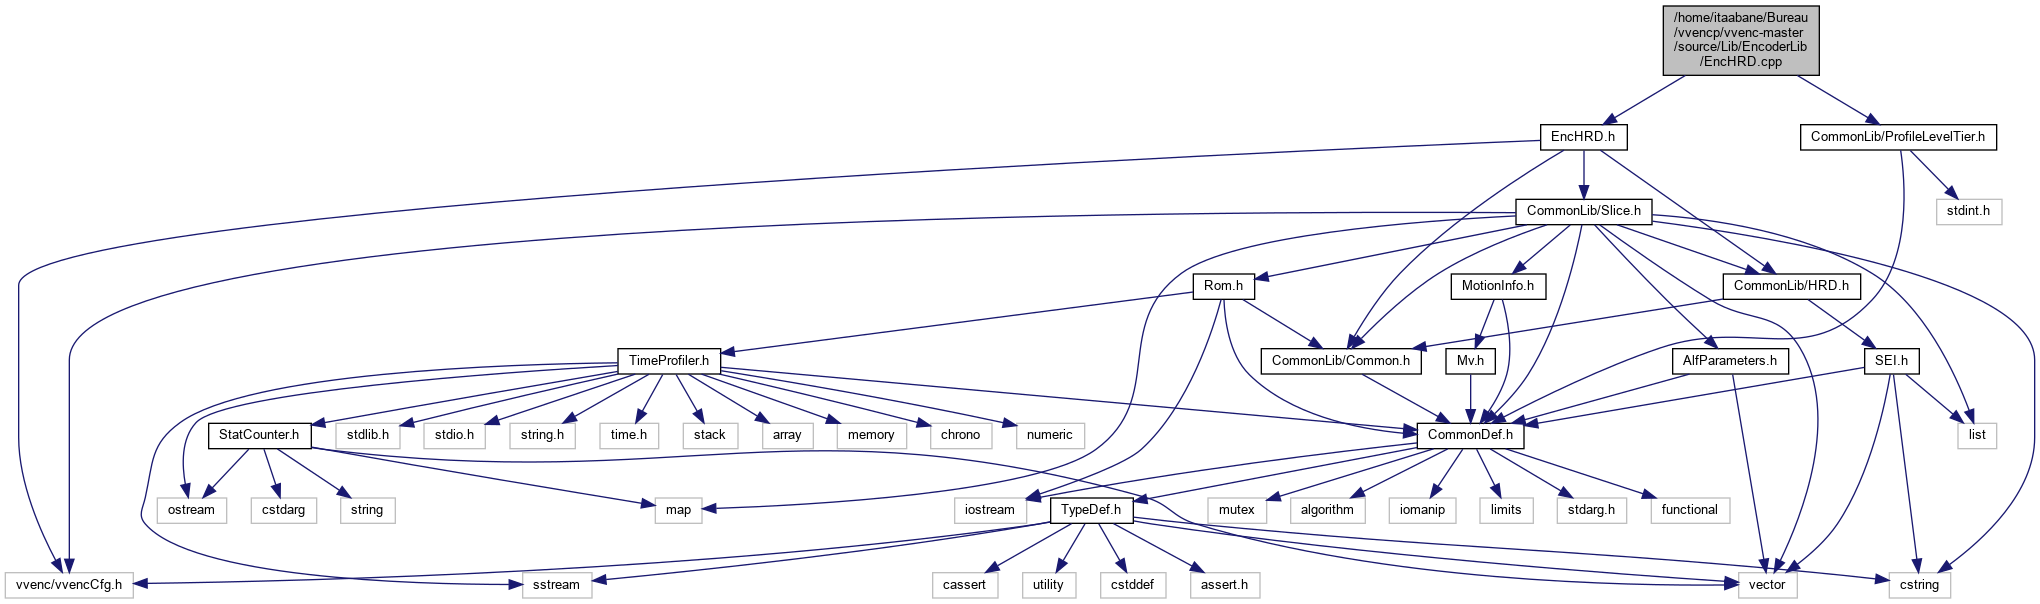 /home/itaabane/Bureau
/vvencp/vvenc-master
/source/Lib/EncoderLib
/EncHRD.cpp
EncHRD.h
CommonLib/ProfileLevelTier.h
CommonLib/Slice.h
stdint.h
Rom.h
MotionInfo.h
CommonLib/HRD.h
TimeProfiler.h
CommonLib/Common.h
Mv.h
AlfParameters.h
SEI.h
StatCounter.h
stdlib.h
stdio.h
string.h
time.h
stack
array
memory
chrono
numeric
CommonDef.h
list
ostream
cstdarg
string
map
iostream
TypeDef.h
mutex
algorithm
iomanip
limits
stdarg.h
functional
vvenc/vvencCfg.h
sstream
cassert
utility
cstddef
assert.h
vector
cstring